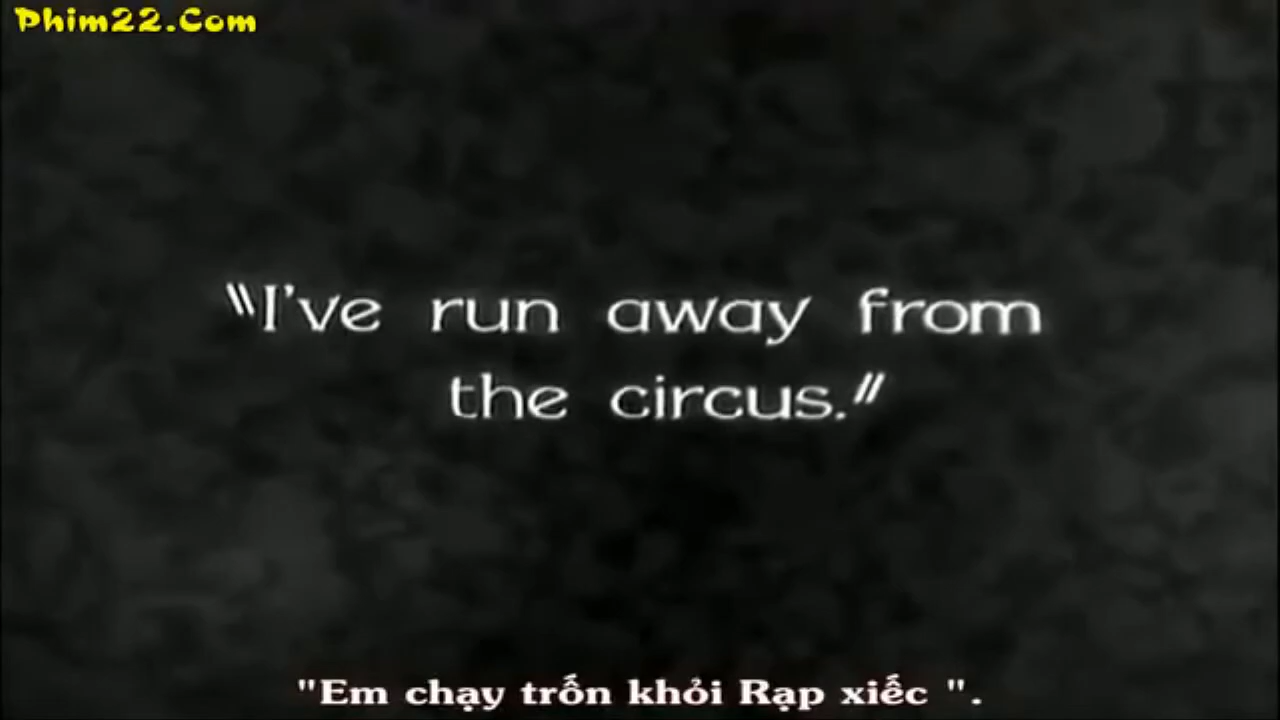 Phim22.Com
"I've run away from
the circus."
"Em chạy trốn khỏi Rạp xiếc ".